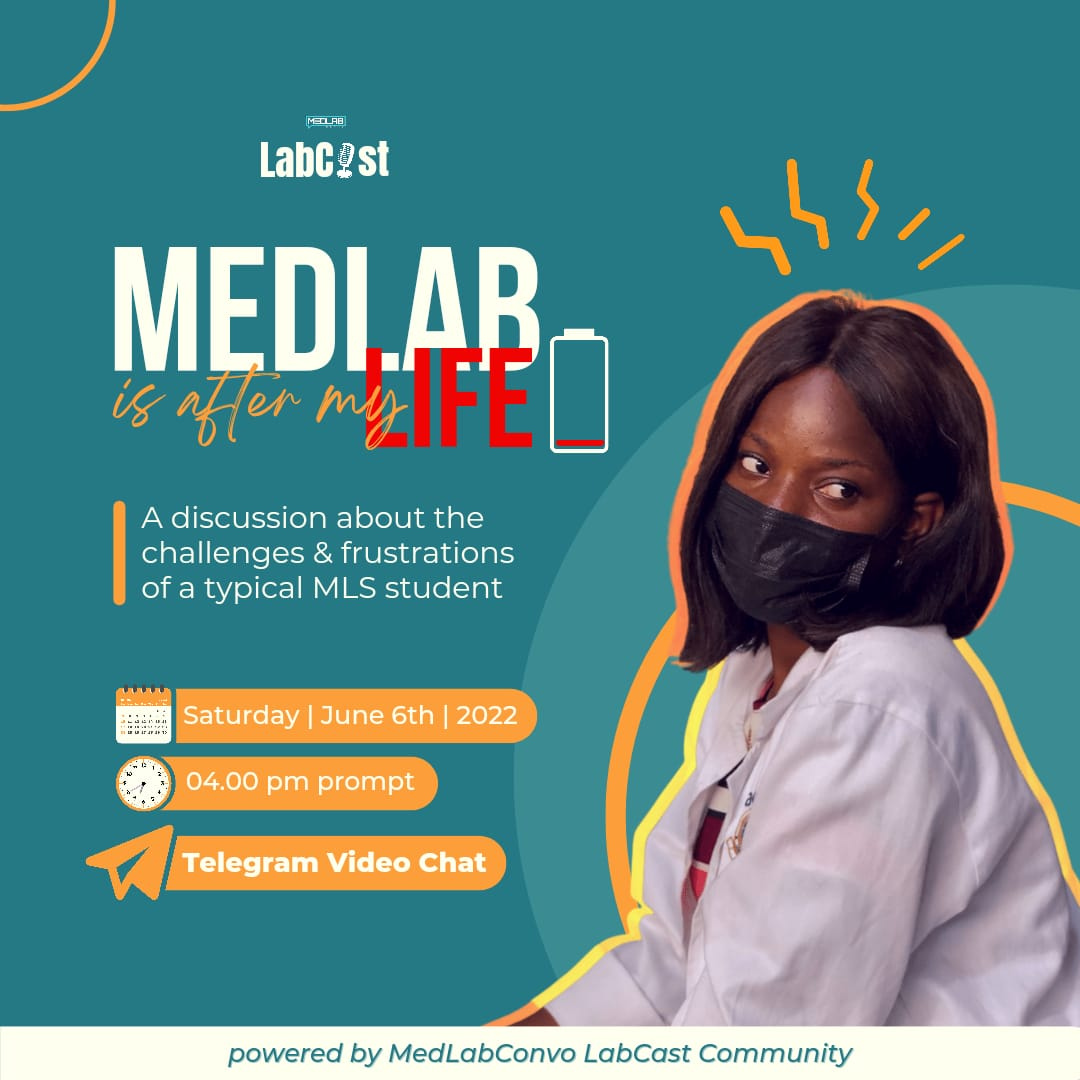 MEDLAB
LabCast
MEDLAB
is after my LIFE
A discussion about the
challenges & frustrations
of a typical MLS student
Saturday | June 6th | 2022
04.00 pm prompt
Telegram Video Chat
powered by MedLabConvo LabCast Community